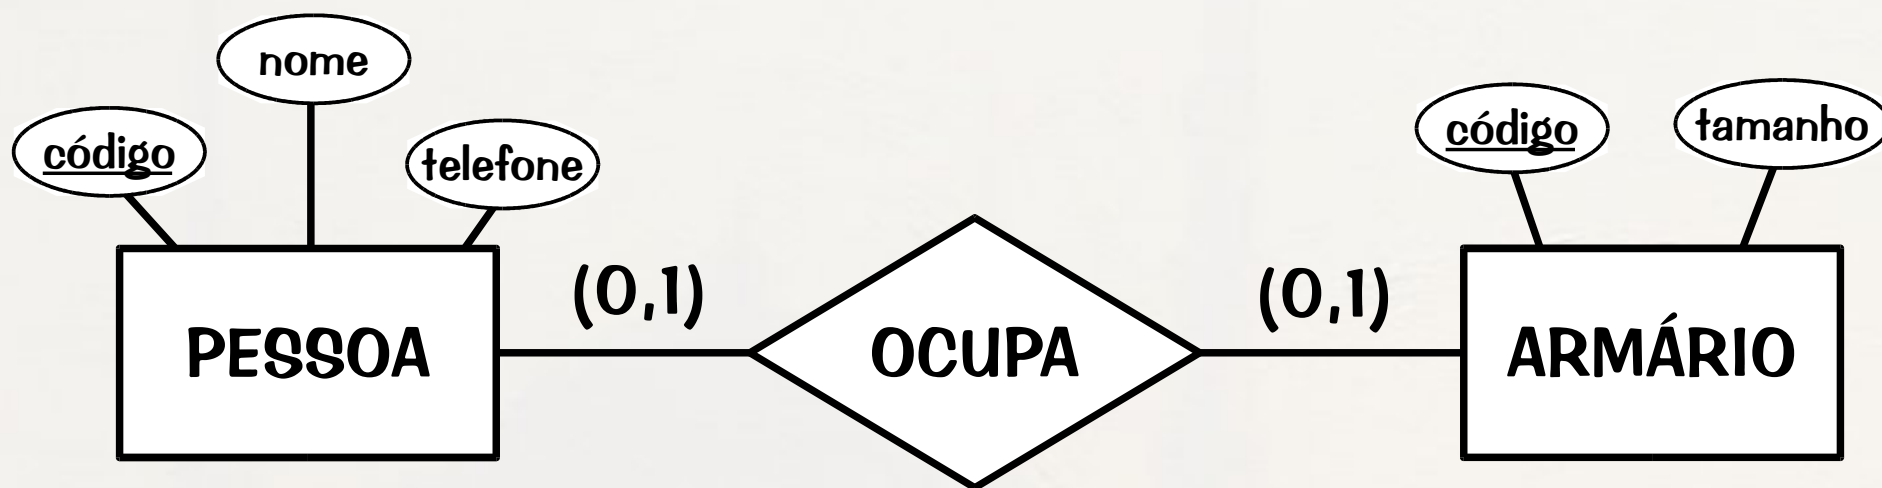 nome
código
telefone
código
tamanho
(0,1)
(0,1)
PESSOA
OCUPA
ARMÁRIO